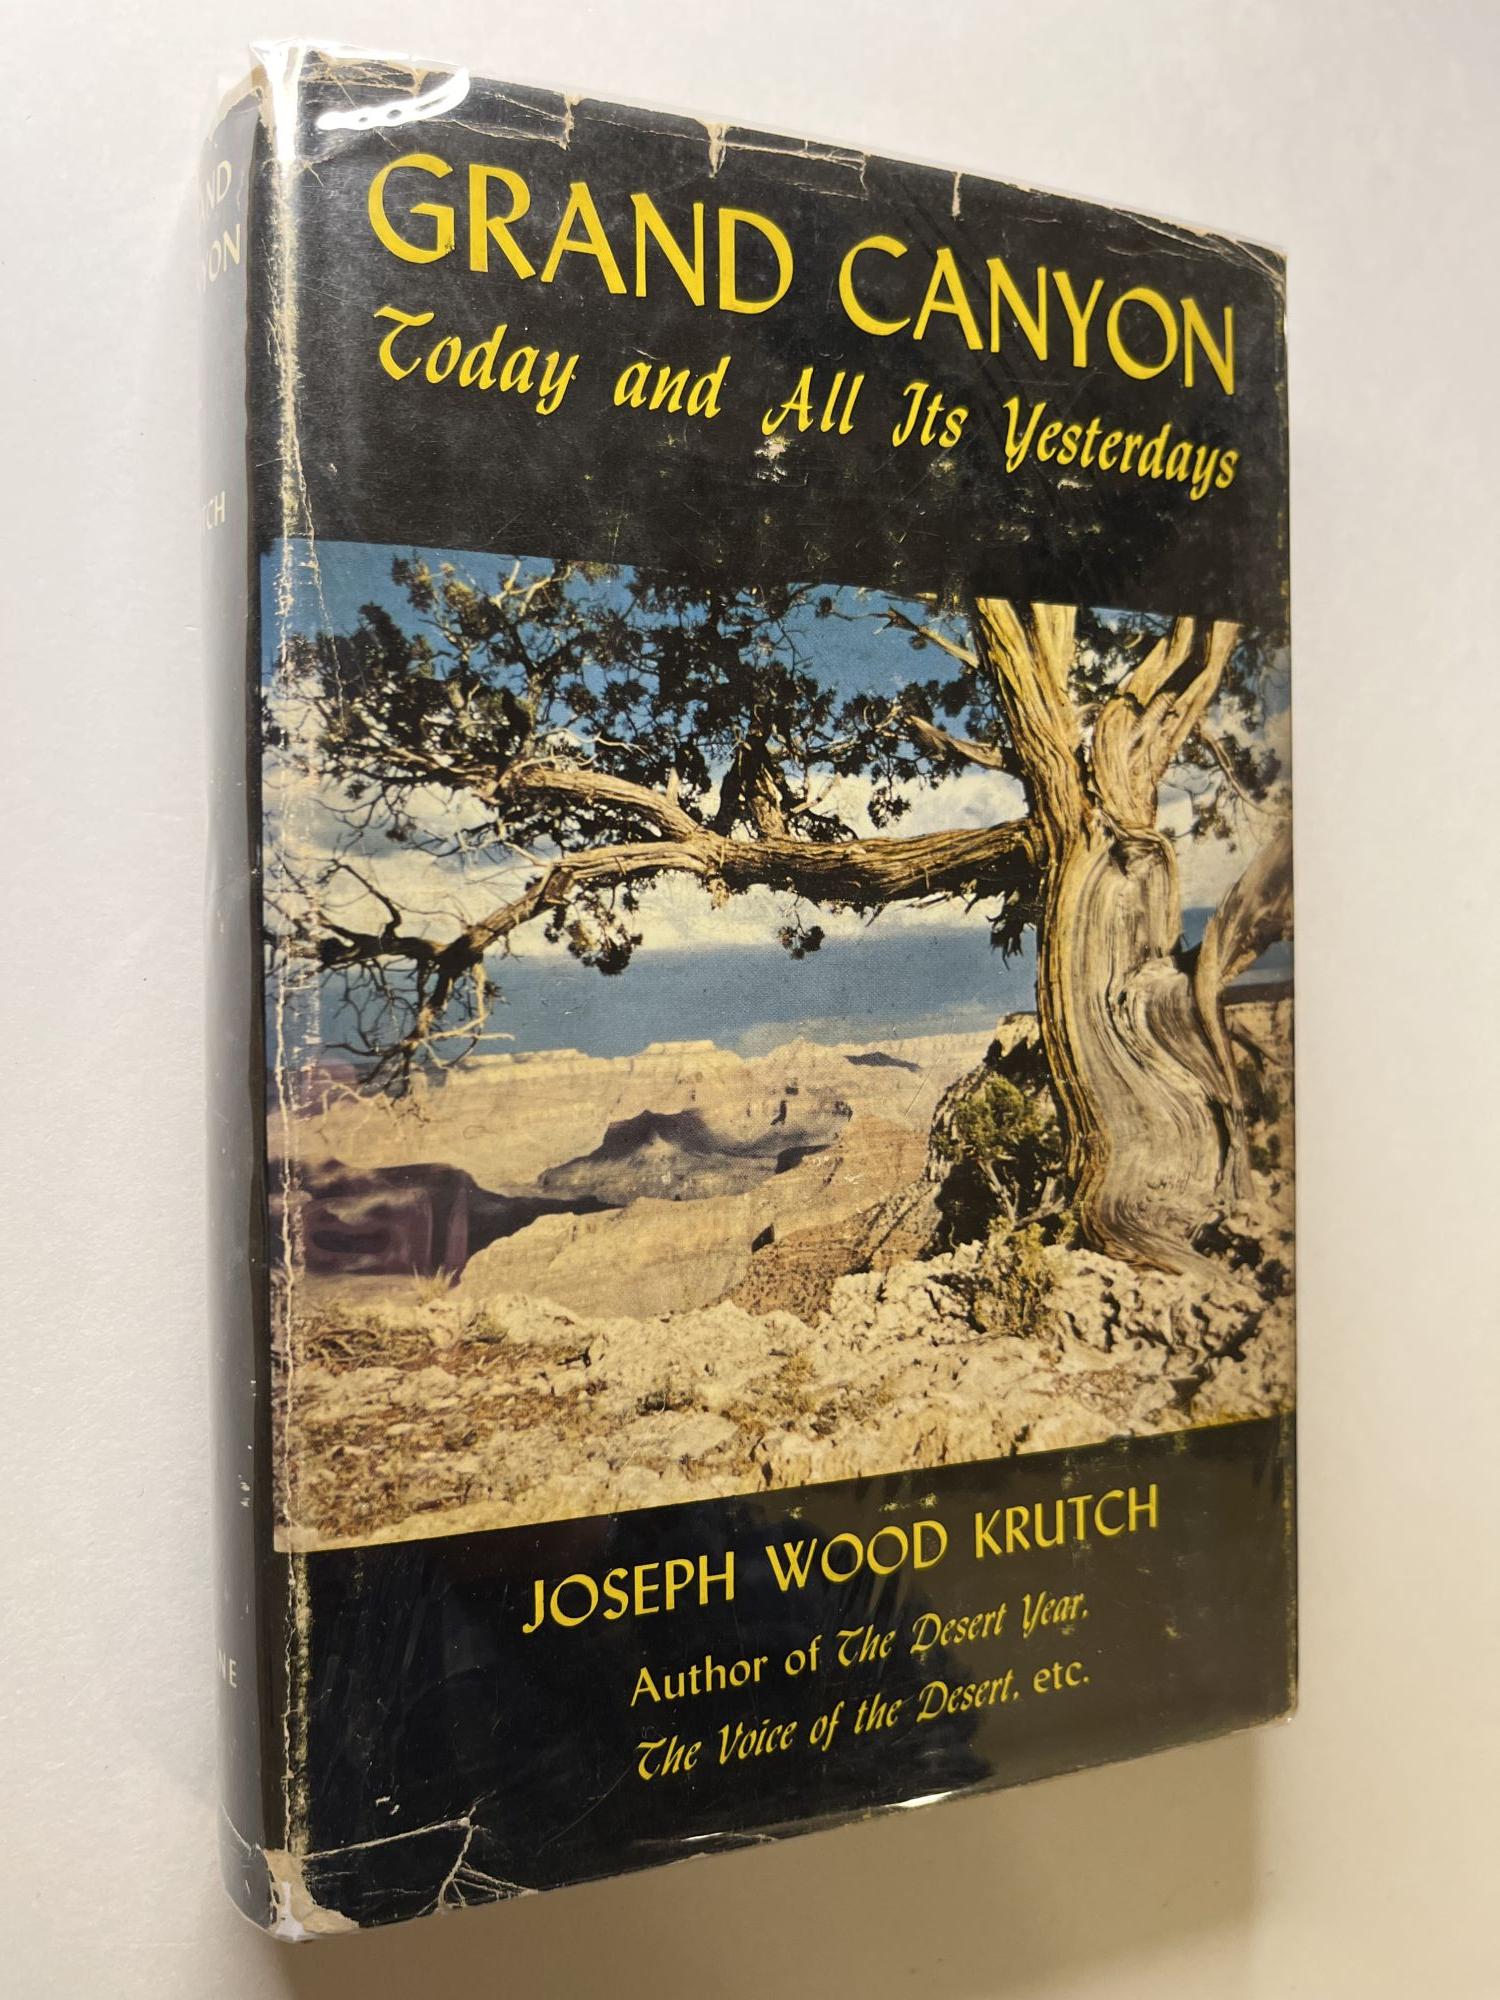 GRAND CANYON
Today and All Its Yesterdays
JOSEPH WOOD KRUTCH
Author of The Desert Year,
The Voice of the Desert, etc.